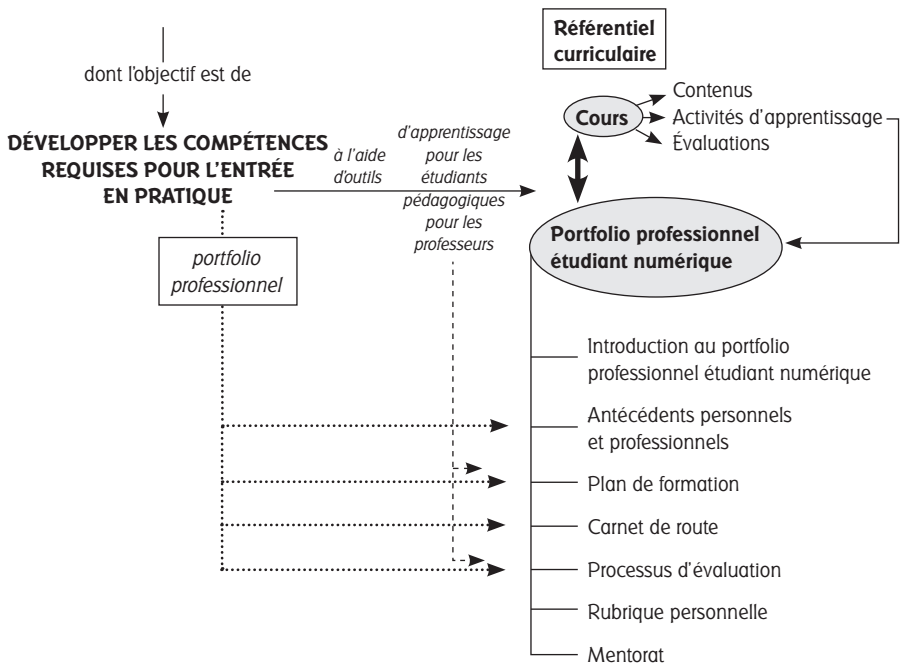 Référentiel
curriculaire
dont l'objectif est de
DÉVELOPPER LES COMPÉTENCES
REQUISES POUR L'ENTRÉE
EN PRATIQUE
à l'aide
d'outils
d'apprentissage
pour les
étudiants
pédagogiques
pour les
professeurs
Cours
Contenus
Activités d'apprentissage
Évaluations
portfolio
professionnel
Portfolio professionnel
étudiant numérique
Introduction au portfolio
professionnel étudiant numérique
Antécédents personnels
et professionnels
Plan de formation
Carnet de route
Processus d'évaluation
Rubrique personnelle
Mentorat